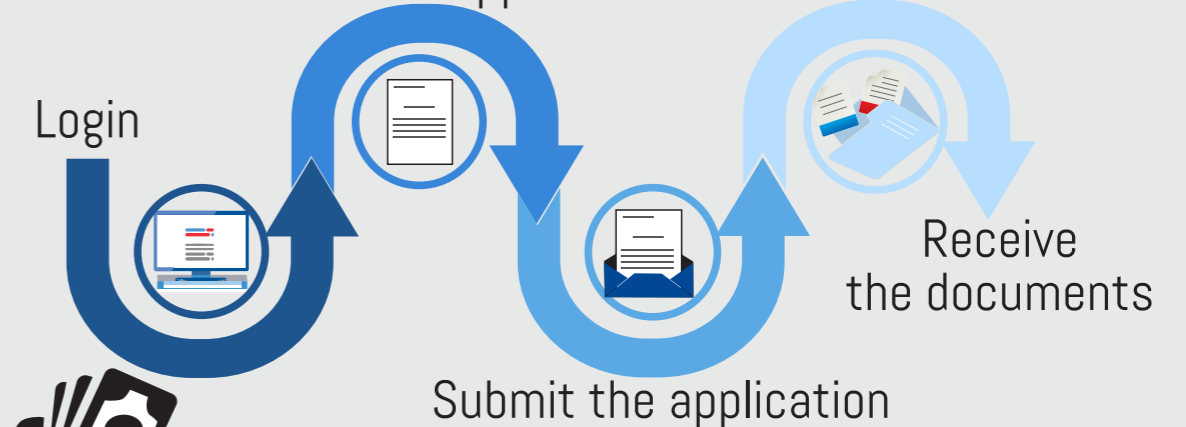 Login
Receive
the documents
Submit the application